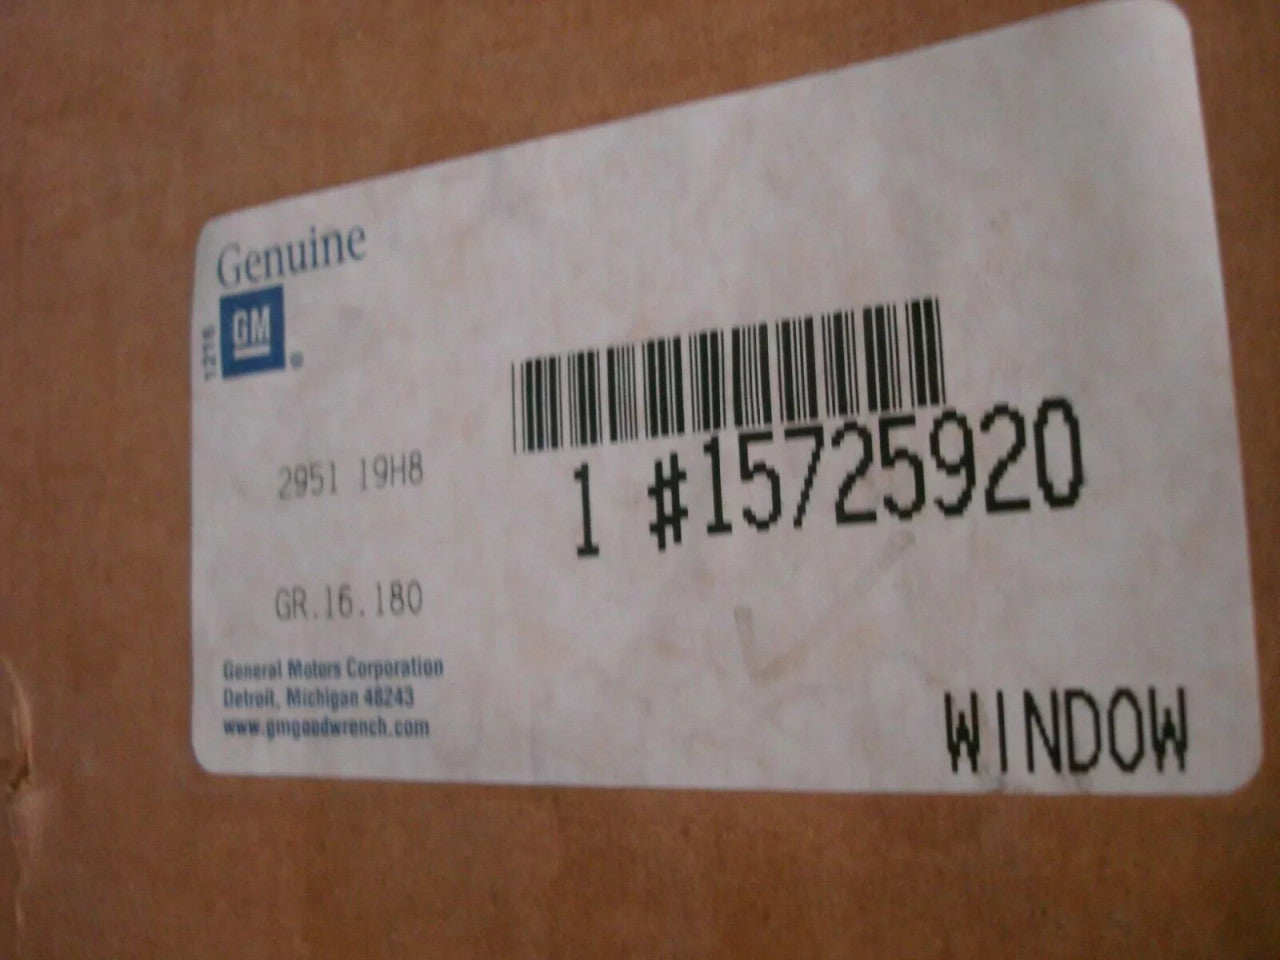 Genuine
GM
®
1216
1 #15725920
2951 19H8
GR.16.180
General Motors Corporation
Detroit, Michigan 48243
www.gmgoodwrench.com
WINDOW